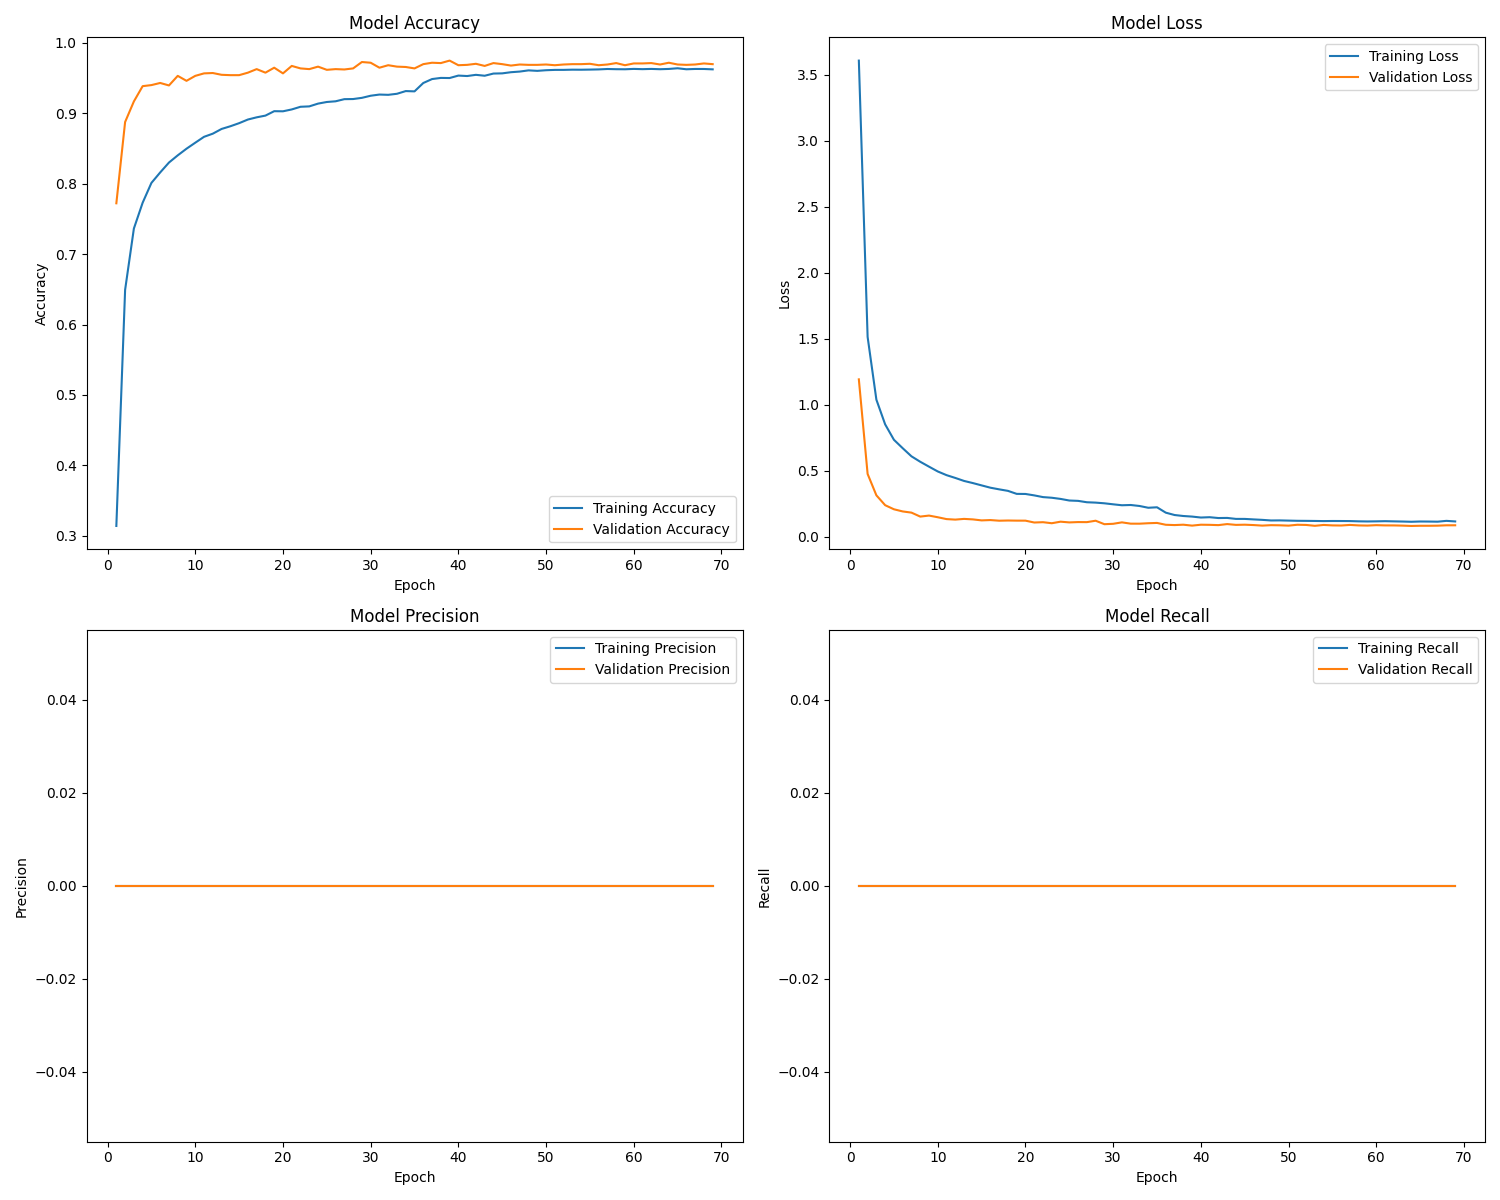 Model Accuracy
Accuracy
1.0
0.9
0.8
0.7
0.6
0.5
0.4
0.3
Training Accuracy
Validation Accuracy
0 10 20 30 40 50 60 70
Epoch
Model Loss
Loss
3.5
3.0
2.5
2.0
1.5
1.0
0.5
0.0
Training Loss
Validation Loss
0 10 20 30 40 50 60 70
Epoch
Model Precision
Precision
0.04
0.02
0.00
−0.02
−0.04
Training Precision
Validation Precision
0 10 20 30 40 50 60 70
Epoch
Model Recall
Recall
0.04
0.02
0.00
−0.02
−0.04
Training Recall
Validation Recall
0 10 20 30 40 50 60 70
Epoch